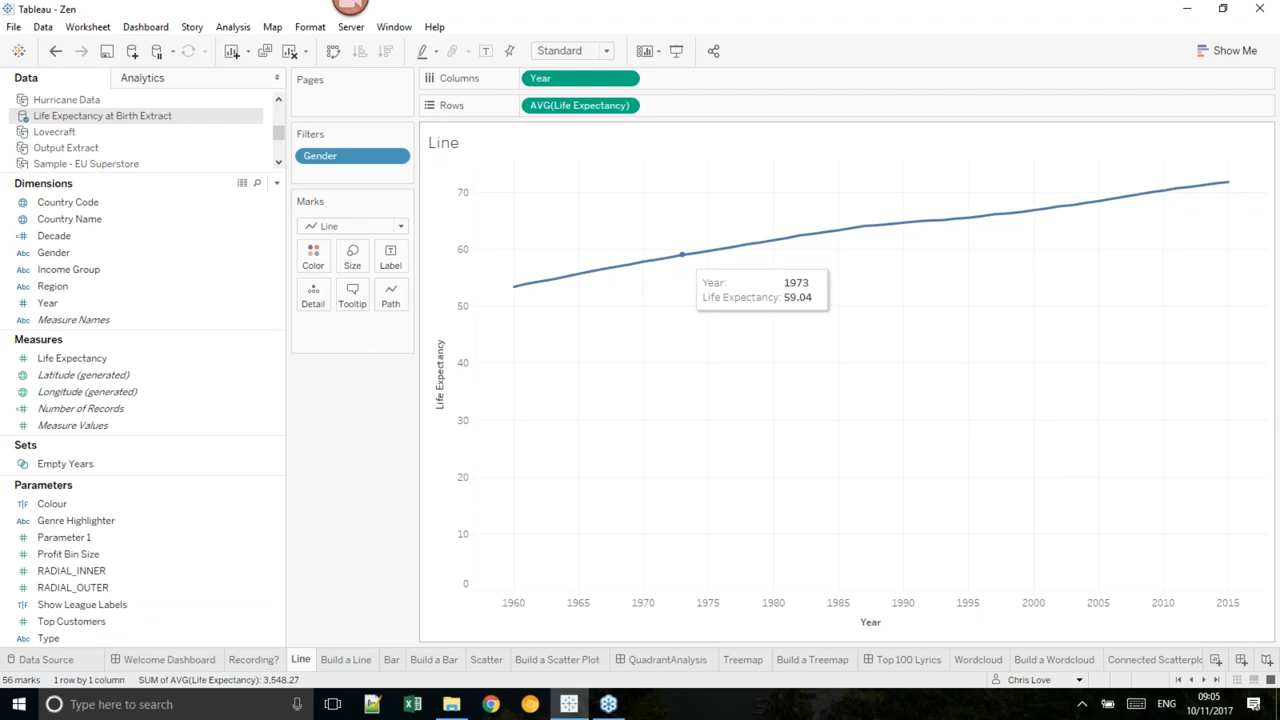 Tableau - Zen
File Data Worksheet Dashboard Story Analysis Map Format Server Window Help
T Standard Show Me
Data Analytics
Hurricane Data
Life Expectancy at Birth Extract
Lovecraft
Output Extract
Sample - EU Superstore
Dimensions
Country Code
Country Name
Decade
Abc Gender
Abc Income Group
Abc Region
# Year
Abc Measure Names
Measures
# Life Expectancy
Latitude (generated)
Longitude (generated)
Number of Records
# Measure Values
Sets
Empty Years
Parameters
T|F Colour
Abc Genre Highlighter
# Parameter 1
# Profit Bin Size
# RADIAL_INNER
# RADIAL_OUTER
T|F Show League Labels
# Top Customers
Abc Type
Pages
Filters
Gender
Marks
Line
Color Size Label
Detail Tooltip Path
Columns Year
Rows AVG(Life Expectancy)
Line
70
60
50
40
30
20
10
0
Life Expectancy
Year: 1973
Life Expectancy: 59.04
1960 1965 1970 1975 1980 1985 1990 1995 2000 2005 2010 2015
Year
Data Source Welcome Dashboard Recording? Line Build a Line Bar Build a Bar Scatter Build a Scatter Plot QuadrantAnalysis Treemap Build a Treemap Top 100 Lyrics Wordcloud Build a Wordcloud Connected Scatterplc
56 marks 1 row by 1 column SUM of AVG(Life Expectancy): 3,548.27 Chris Love
Type here to search
ENG
09:05
10/11/2017